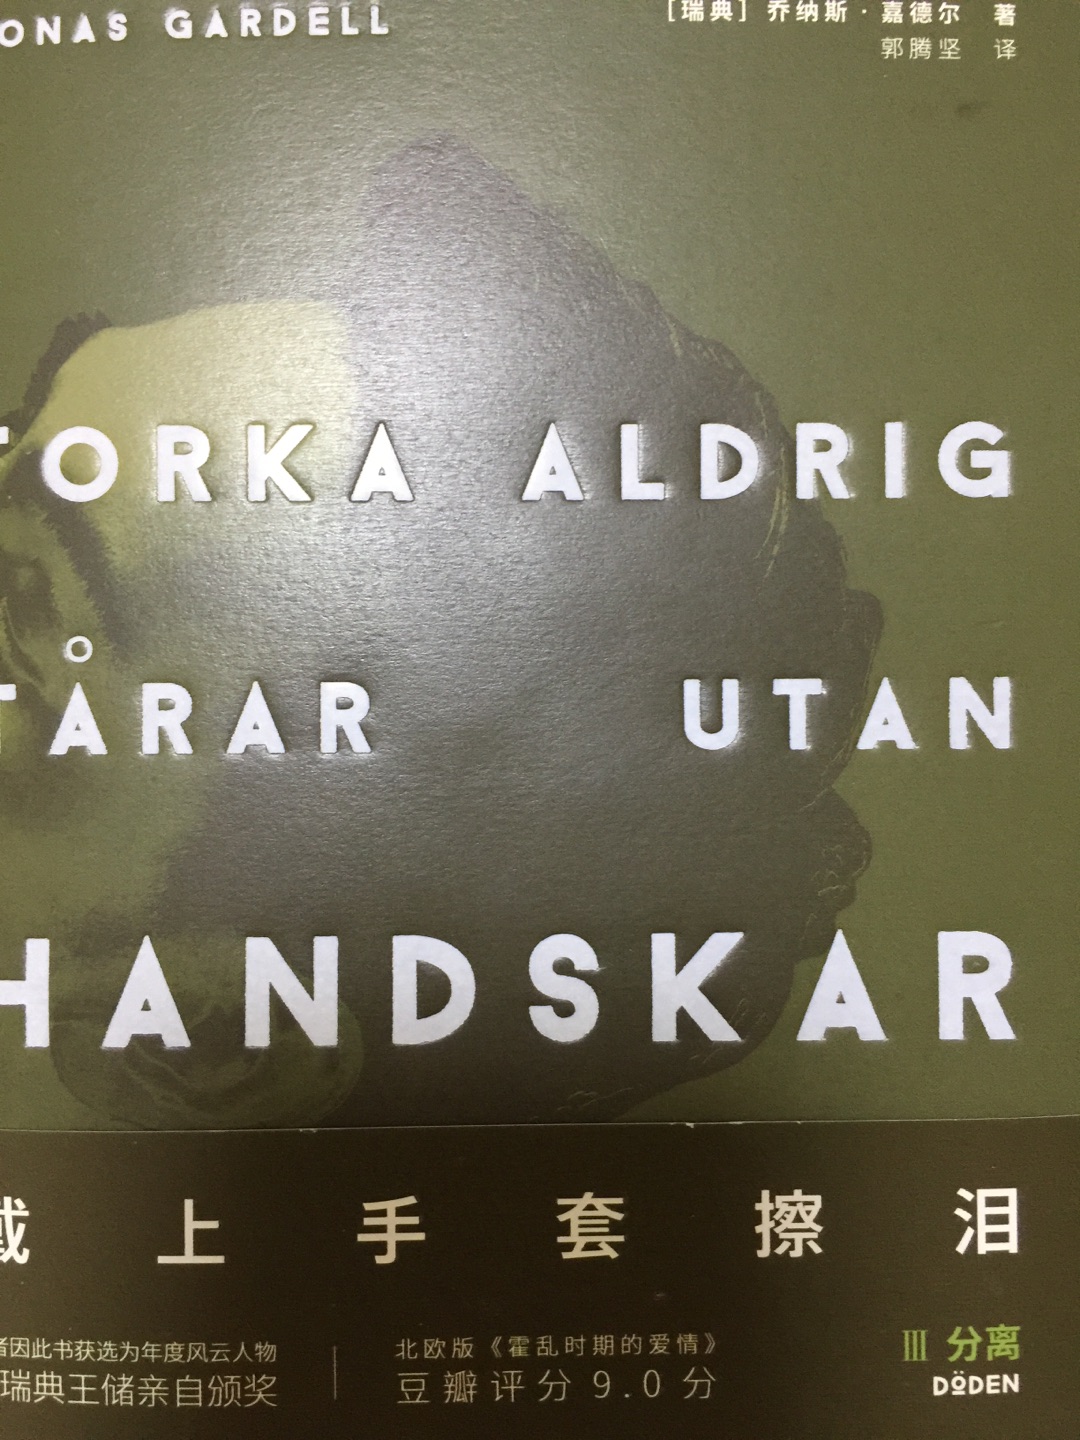 ONAS GARDELL
[瑞典] 乔纳斯·嘉德尔 著
郭腾坚 译
TORKA ALDRIG
TÅRAR UTAN
HANDSKAR
戴上手套擦泪
者因此书获选为年度风云人物
瑞典王储亲自颁奖
北欧版《霍乱时期的爱情》
豆瓣评分9.0分
Ⅲ 分离
DÖDEN